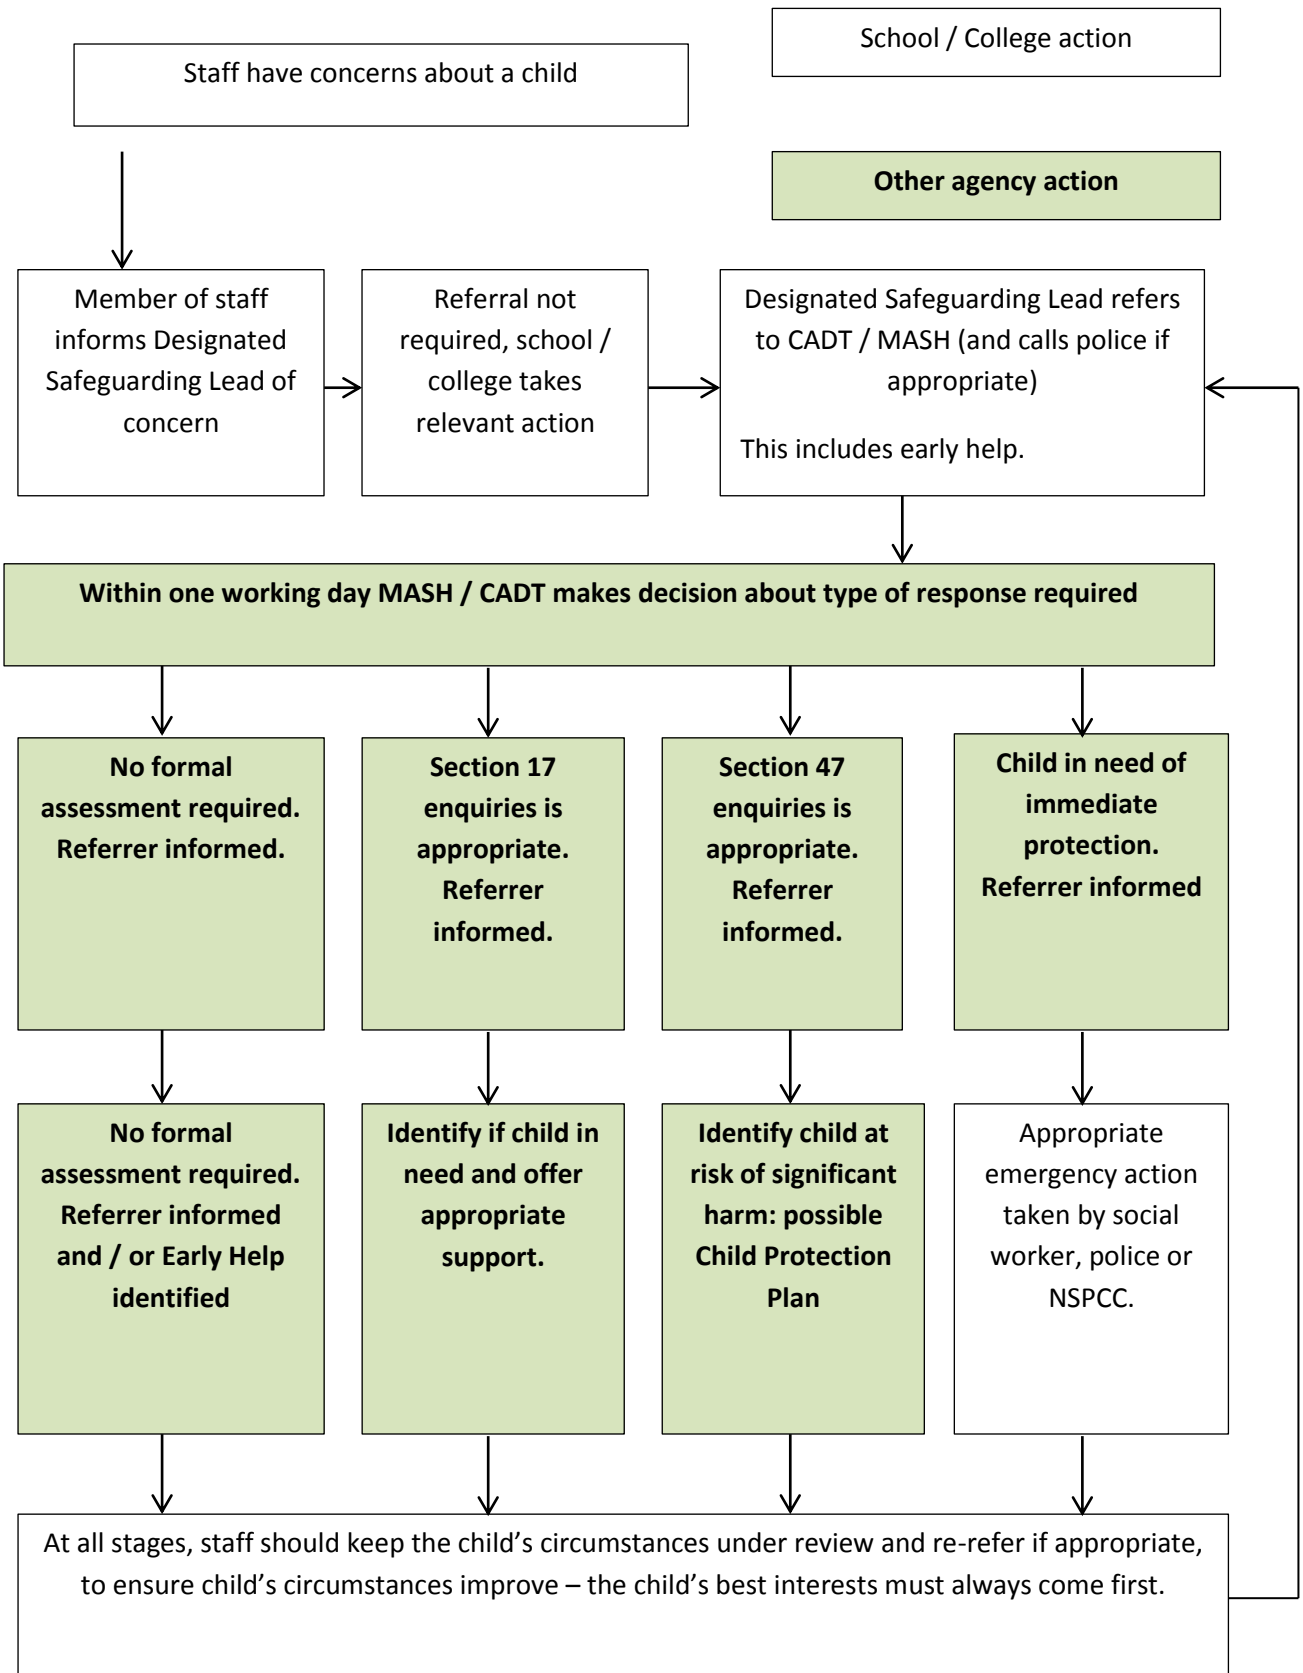 School / College action
Staff have concerns about a child
Other agency action
Member of staff
informs Designated
Safeguarding Lead of
concern
Referral not
required, school /
college takes
relevant action
Designated Safeguarding Lead refers
to CADT / MASH (and calls police if
appropriate)
This includes early help.
Within one working day MASH / CADT makes decision about type of response required
No formal
assessment required.
Referrer informed.
Section 17
enquiries is
appropriate.
Referrer
informed.
Section 47
enquiries is
appropriate.
Referrer
informed.
Child in need of
immediate
protection.
Referrer informed
No formal
assessment required.
Referrer informed
and / or Early Help
identified
Identify if child in
need and offer
appropriate
support.
Identify child at
risk of significant
harm: possible
Child Protection
Plan
Appropriate
emergency action
taken by social
worker, police or
NSPCC.
At all stages, staff should keep the child’s circumstances under review and re-refer if appropriate,
to ensure child’s circumstances improve – the child’s best interests must always come first.